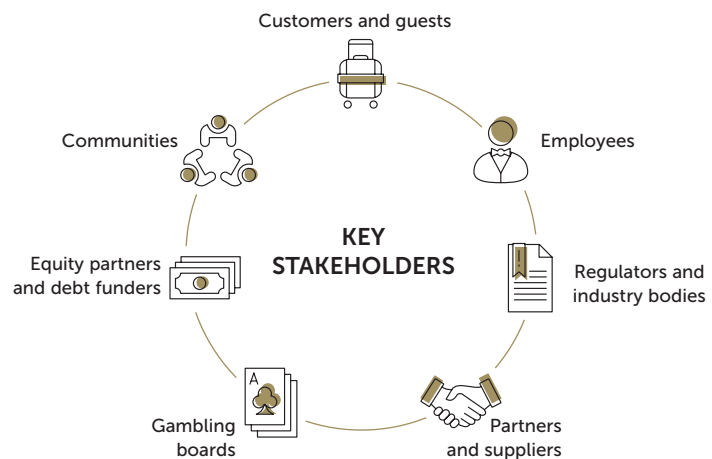 Customers and guests
Communities
Employees
KEY
STAKEHOLDERS
Equity partners
and debt funders
Regulators and
industry bodies
A
Gambling
boards
Partners
and suppliers